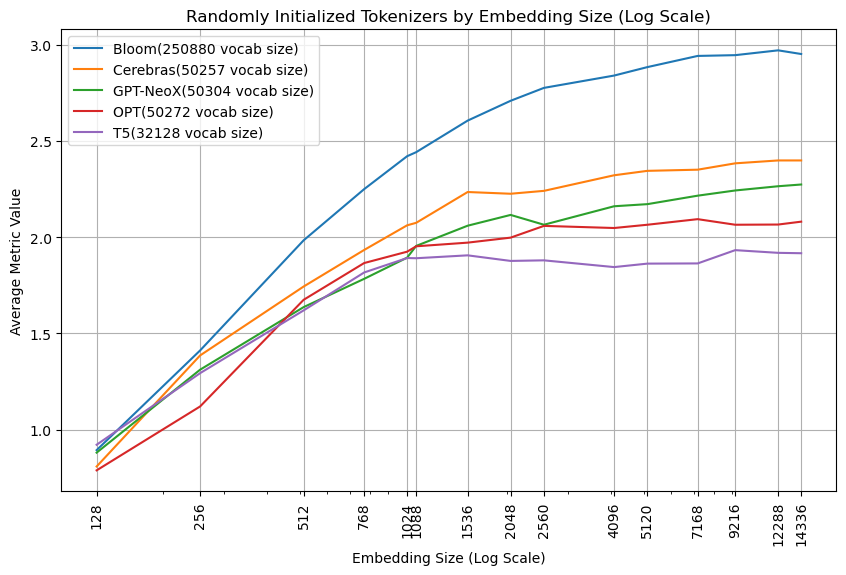 Randomly Initialized Tokenizers by Embedding Size (Log Scale)
Bloom(250880 vocab size)
Cerebras(50257 vocab size)
GPT-NeoX(50304 vocab size)
OPT(50272 vocab size)
T5(32128 vocab size)
Average Metric Value
3.0
2.5
2.0
1.5
1.0
128
256
512
768
1024
1088
1536
2048
2560
4096
5120
7168
9216
12288
14336
Embedding Size (Log Scale)